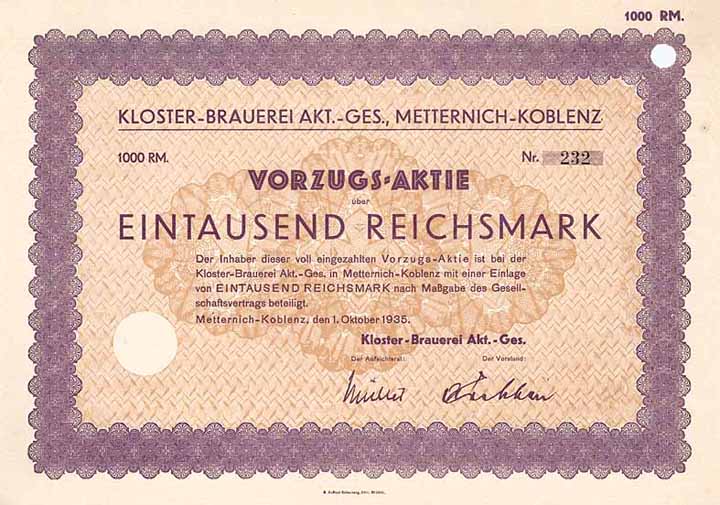 1000 RM.
KLOSTER-BRAUEREI AKT.-GES., METTERNICH-KOBLENZ
1000 RM. Nr. 232
VORZUGS-AKTIE
über
EINTAUSEND REICHSMARK
Der Inhaber dieser voll eingezahlten Vorzugs-Aktie ist bei der
Kloster-Brauerei Akt.-Ges. in Metternich-Koblenz mit einer Einlage
von EINTAUSEND REICHSMARK nach Maßgabe des Gesell-
schaftsvertrags beteiligt.
Metternich-Koblenz, den 1. Oktober 1935.
Kloster-Brauerei Akt.-Ges.
Der Aufsichtsrat: Der Vorstand:
Müller